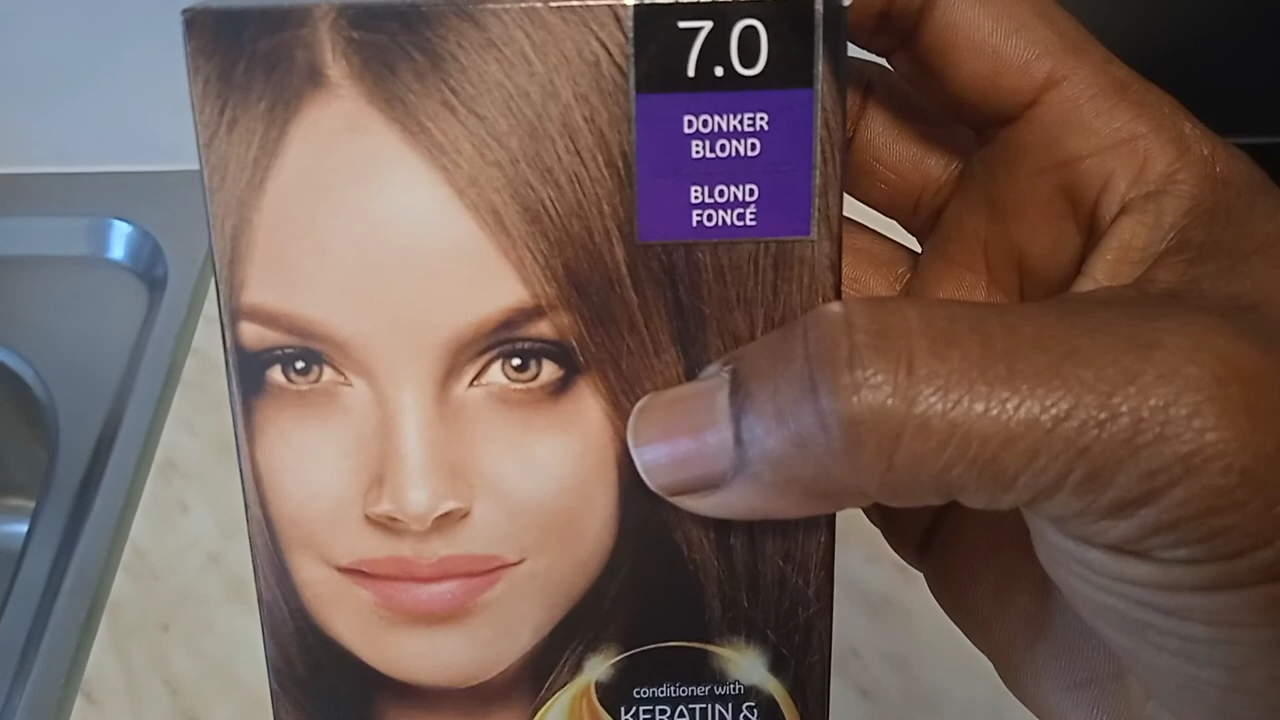 7.0
DONKER
BLOND
BLOND
FONCÉ
conditioner with
KERATIN &